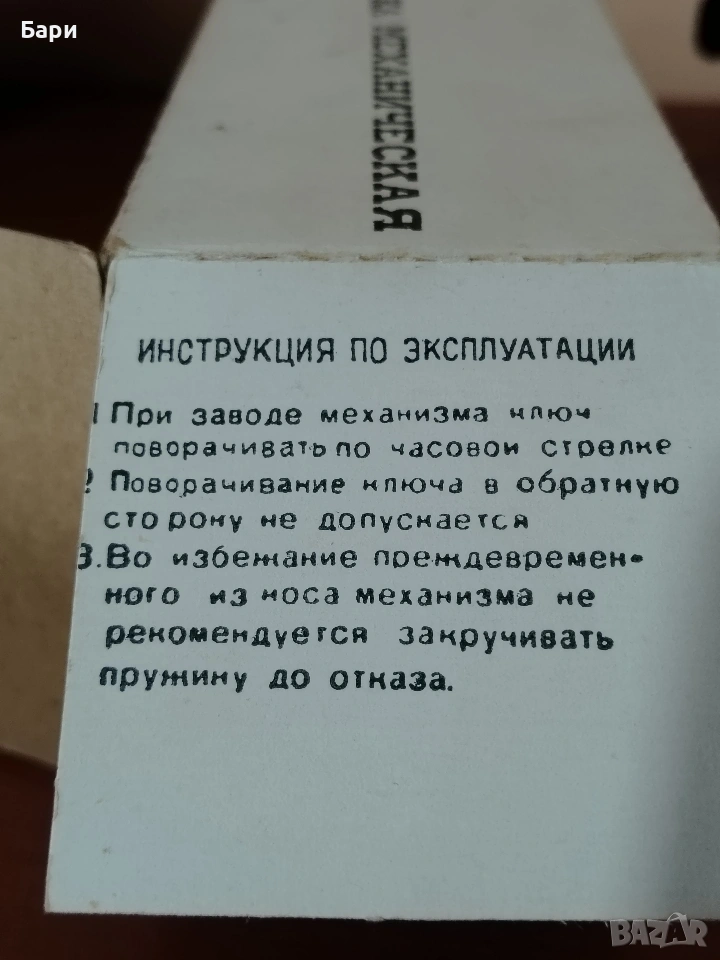 Бари
МЕХАНИЧЕСКАЯ
ИНСТРУКЦИЯ ПО ЭКСПЛУАТАЦИИ
1 При заводе механизма ключ
поворачивать по часовой стрелке
2 Поворачивание ключа в обратную
сторону не допускается
3. Во избежание преждевремен-
ного износа механизма не
рекомендуется закручивать
пружину до отказа.
BAZAR